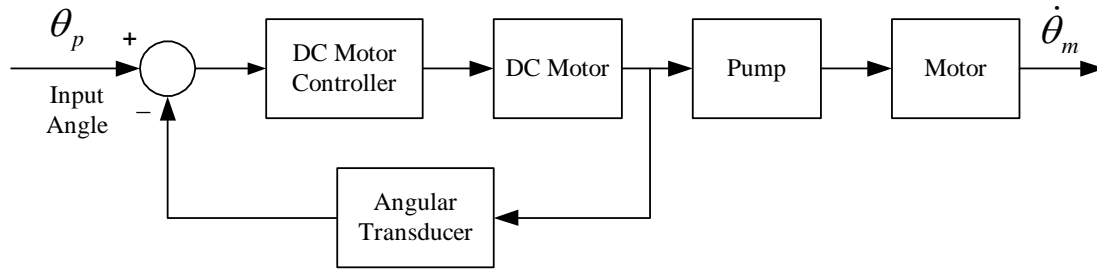 θ_p
+
−
Input
Angle
DC Motor
Controller
DC Motor
Pump
Motor
θ̇_m
Angular
Transducer